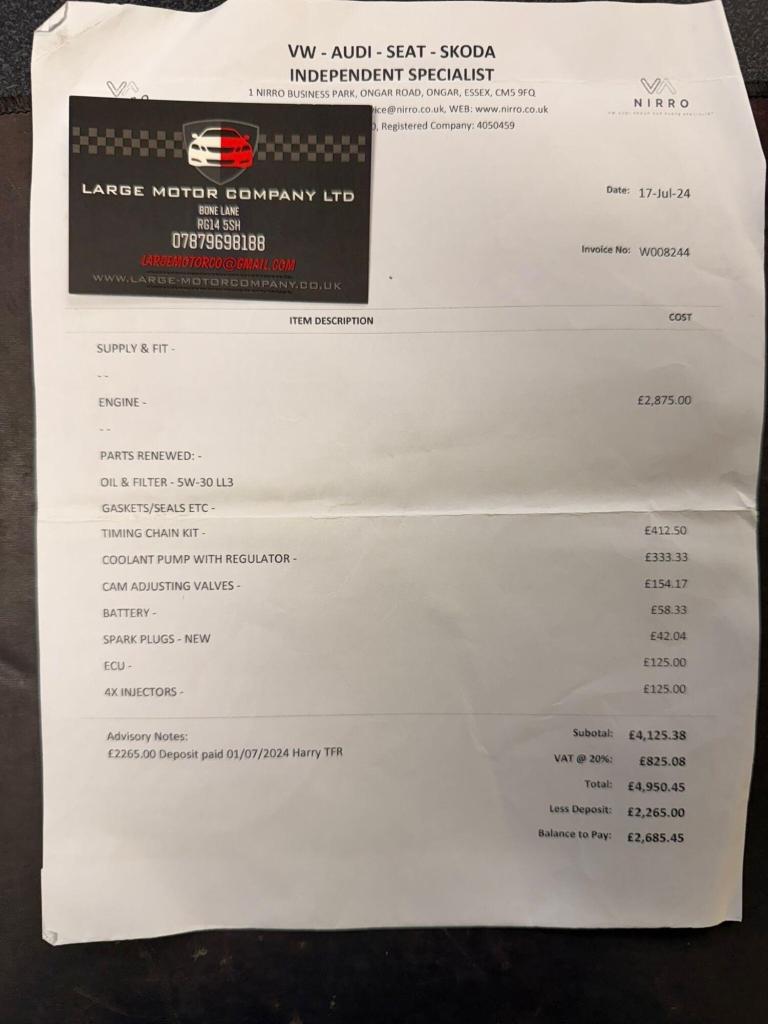 VW - AUDI - SEAT - SKODA
INDEPENDENT SPECIALIST
1 NIRRO BUSINESS PARK, ONGAR ROAD, ONGAR, ESSEX, CM5 9FQ
ice@nirro.co.uk, WEB: www.nirro.co.uk
0, Registered Company: 4050459
NIRRO
LARGE MOTOR COMPANY LTD
BONE LANE
RG14 5SH
07879698188
LARGEMOTORCO@GMAIL.COM
WWW.LARGE-MOTORCOMPANY.CO.UK
Date: 17-Jul-24
Invoice No: W008244
ITEM DESCRIPTION COST
SUPPLY & FIT -
- -
ENGINE - £2,875.00
- -
PARTS RENEWED: -
OIL & FILTER - 5W-30 LL3
GASKETS/SEALS ETC -
TIMING CHAIN KIT - £412.50
COOLANT PUMP WITH REGULATOR - £333.33
CAM ADJUSTING VALVES - £154.17
BATTERY - £58.33
SPARK PLUGS - NEW £42.04
ECU - £125.00
4X INJECTORS - £125.00
Advisory Notes:
£2265.00 Deposit paid 01/07/2024 Harry TFR
Subotal: £4,125.38
VAT @ 20%: £825.08
Total: £4,950.45
Less Deposit: £2,265.00
Balance to Pay: £2,685.45